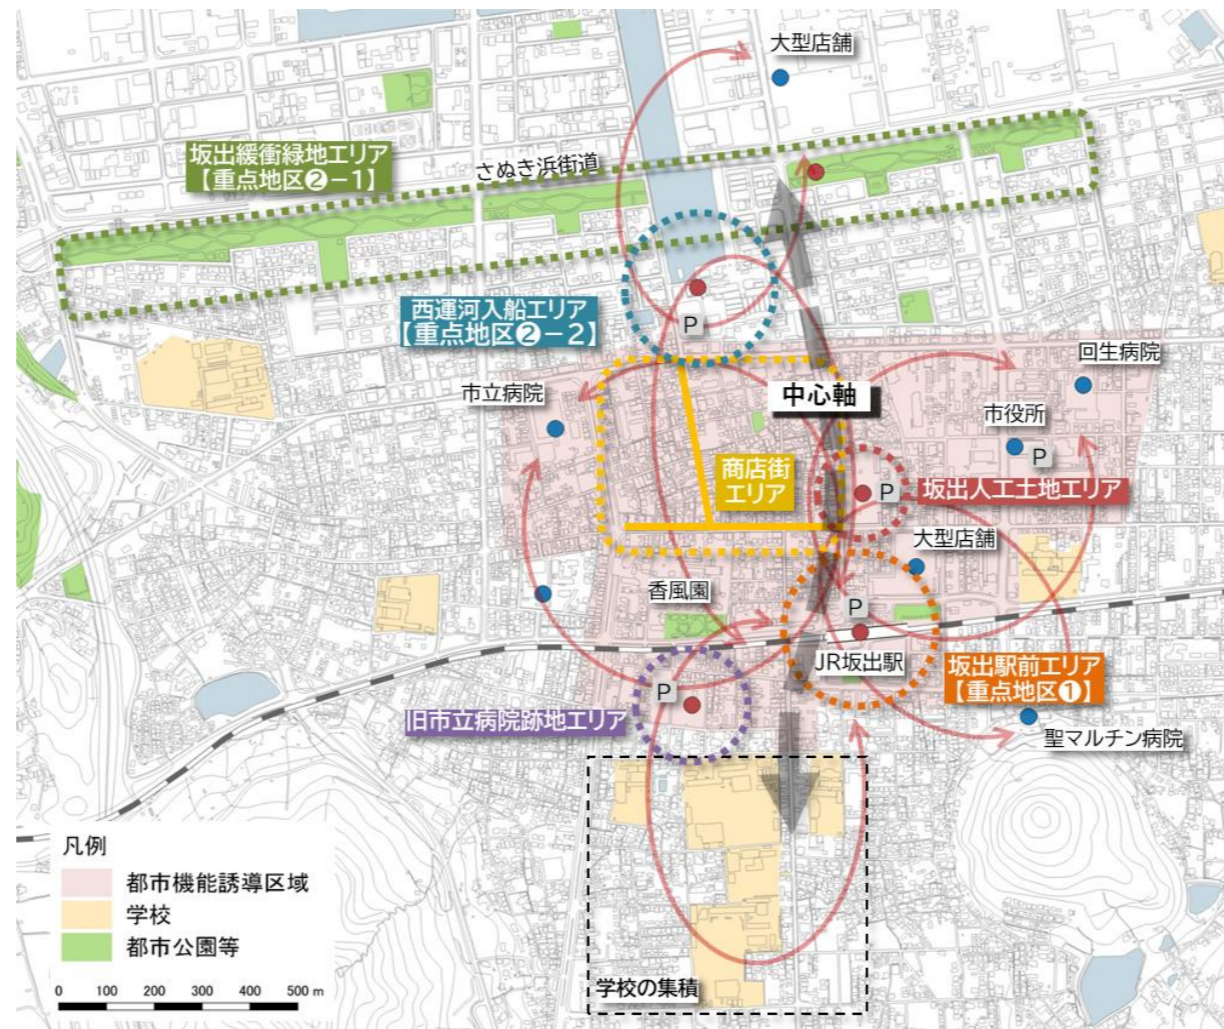 大型店舗
坂出緩衝緑地エリア
【重点地区❷－1】
さぬき浜街道
西運河入船エリア
【重点地区❷－2】
P
回生病院
市立病院
中心軸
市役所
P
商店街
エリア
P
坂出人工土地エリア
大型店舗
香風園
P
JR坂出駅
坂出駅前エリア
【重点地区❶】
P
旧市立病院跡地エリア
聖マルチン病院
凡例
都市機能誘導区域
学校
都市公園等
0 100 200 300 400 500 m
学校の集積